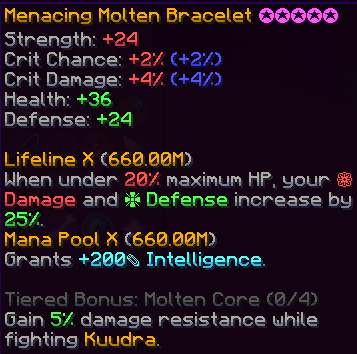 Menacing Molten Bracelet ✪✪✪✪✪
Strength: +24
Crit Chance: +2% (+2%)
Crit Damage: +4% (+4%)
Health: +36
Defense: +24
Lifeline X (660.00M)
When under 20% maximum HP, your ❁
Damage and ❈ Defense increase by
25%.
Mana Pool X (660.00M)
Grants +200✎ Intelligence.
Tiered Bonus: Molten Core (0/4)
Gain 5% damage resistance while
fighting Kuudra.